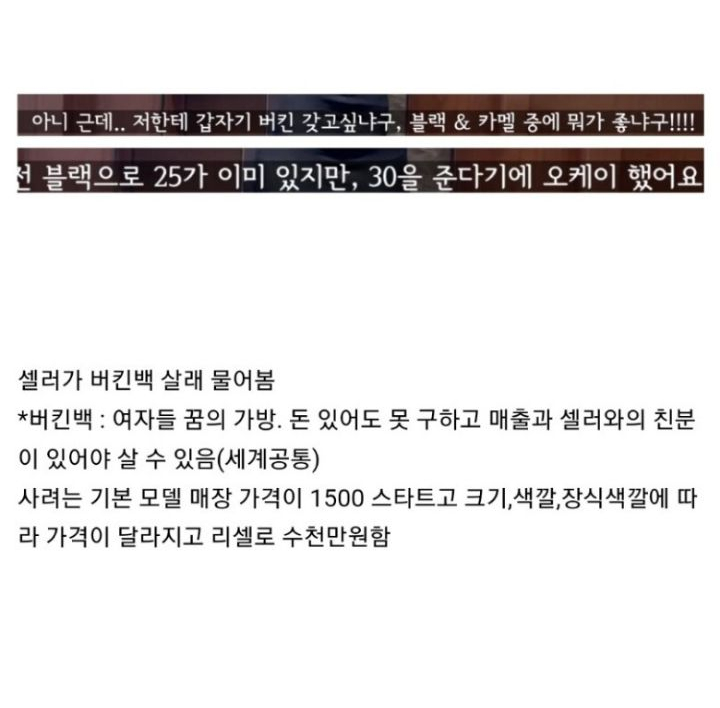 아니 근데.. 저한테 갑자기 버킨 갖고싶냐구, 블랙 & 카멜 중에 뭐가 좋냐구!!!!
전 블랙으로 25가 이미 있지만, 30을 준다기에 오케이 했어요
셀러가 버킨백 살래 물어봄
*버킨백 : 여자들 꿈의 가방. 돈 있어도 못 구하고 매출과 셀러와의 친분
이 있어야 살 수 있음(세계공통)
사려는 기본 모델 매장 가격이 1500 스타트고 크기,색깔,장식색깔에 따
라 가격이 달라지고 리셀로 수천만원함